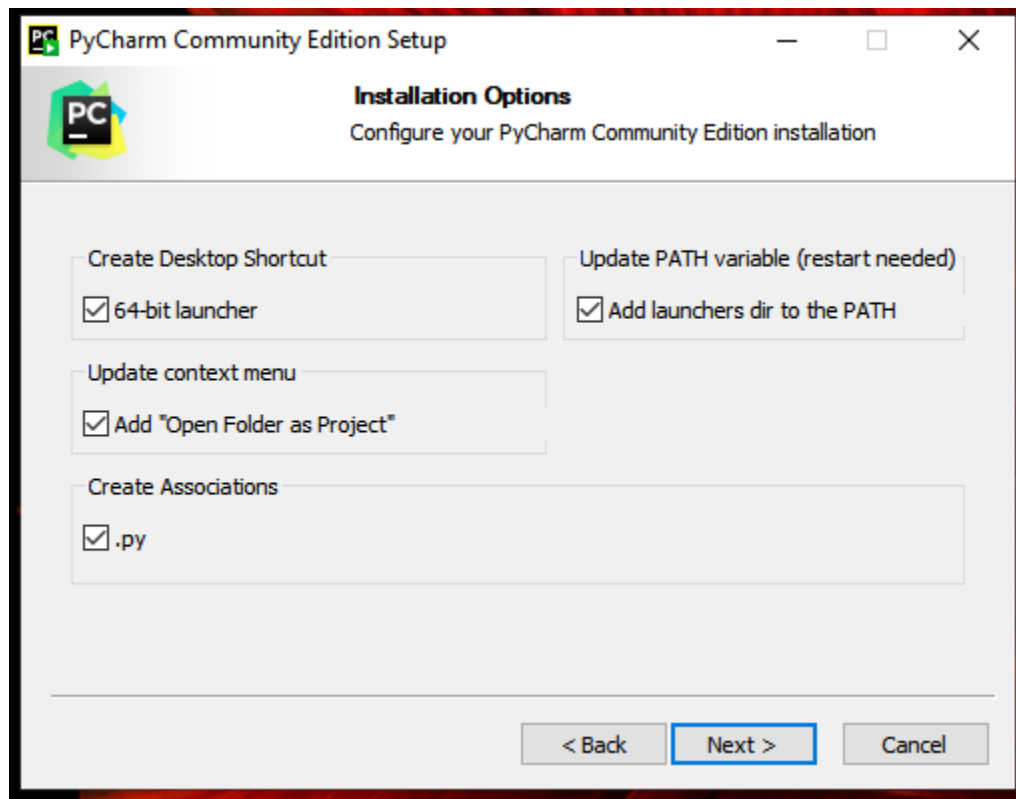 PC PyCharm Community Edition Setup
PC
Installation Options
Configure your PyCharm Community Edition installation
Create Desktop Shortcut
64-bit launcher
Update PATH variable (restart needed)
Add launchers dir to the PATH
Update context menu
Add "Open Folder as Project"
Create Associations
.py
< Back
Next >
Cancel